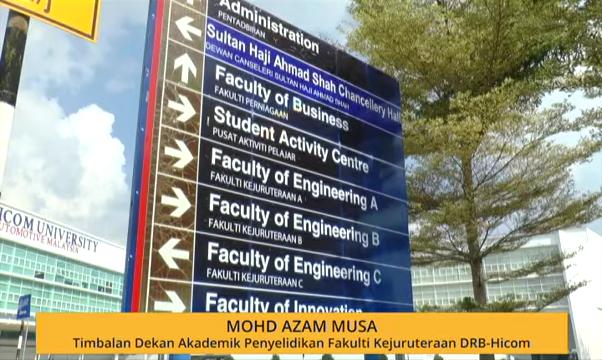 Administration
PENTADBIRAN
Sultan Haji Ahmad Shah Chancellery Hall
DEWAN CANSELERI SULTAN HAJI AHMAD SHAH
Faculty of Business
FAKULTI PERNIAGAAN
Student Activity Centre
PUSAT AKTIVITI PELAJAR
Faculty of Engineering A
FAKULTI KEJURUTERAAN A
Faculty of Engineering B
FAKULTI KEJURUTERAAN B
Faculty of Engineering C
FAKULTI KEJURUTERAAN C
Faculty of Innovation
HICOM UNIVERSITY
AUTOMOTIVE MALAYSIA
MOHD AZAM MUSA
Timbalan Dekan Akademik Penyelidikan Fakulti Kejuruteraan DRB-Hicom